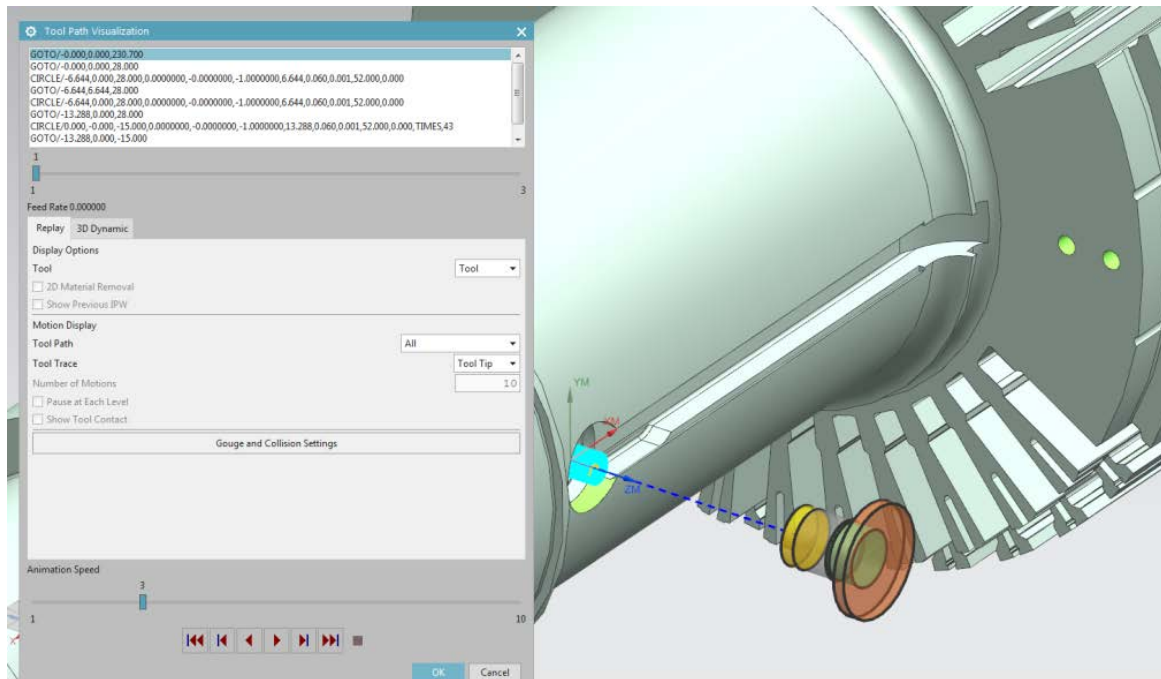 Tool Path Visualization
GOTO/-0.000,0.000,230.700
GOTO/-0.000,0.000,28.000
CIRCLE/-6.644,0.000,28.000,0.0000000,-0.0000000,-1.0000000,6.644,0.060,0.001,52.000,0.000
GOTO/-6.644,6.644,28.000
CIRCLE/-6.644,0.000,28.000,0.0000000,-0.0000000,-1.0000000,6.644,0.060,0.001,52.000,0.000
GOTO/-13.288,0.000,28.000
CIRCLE/0.000,-0.000,-15.000,0.0000000,-0.0000000,-1.0000000,13.288,0.060,0.001,52.000,0.000,TIMES,43
GOTO/-13.288,0.000,-15.000
1
1 3
Feed Rate 0.000000
Replay 3D Dynamic
Display Options
Tool Tool
2D Material Removal
Show Previous IPW
Motion Display
Tool Path All
Tool Trace Tool Tip
Number of Motions 10
Pause at Each Level
Show Tool Contact
Gouge and Collision Settings
Animation Speed
3
1 10
OK Cancel
YM
XM
ZM
X